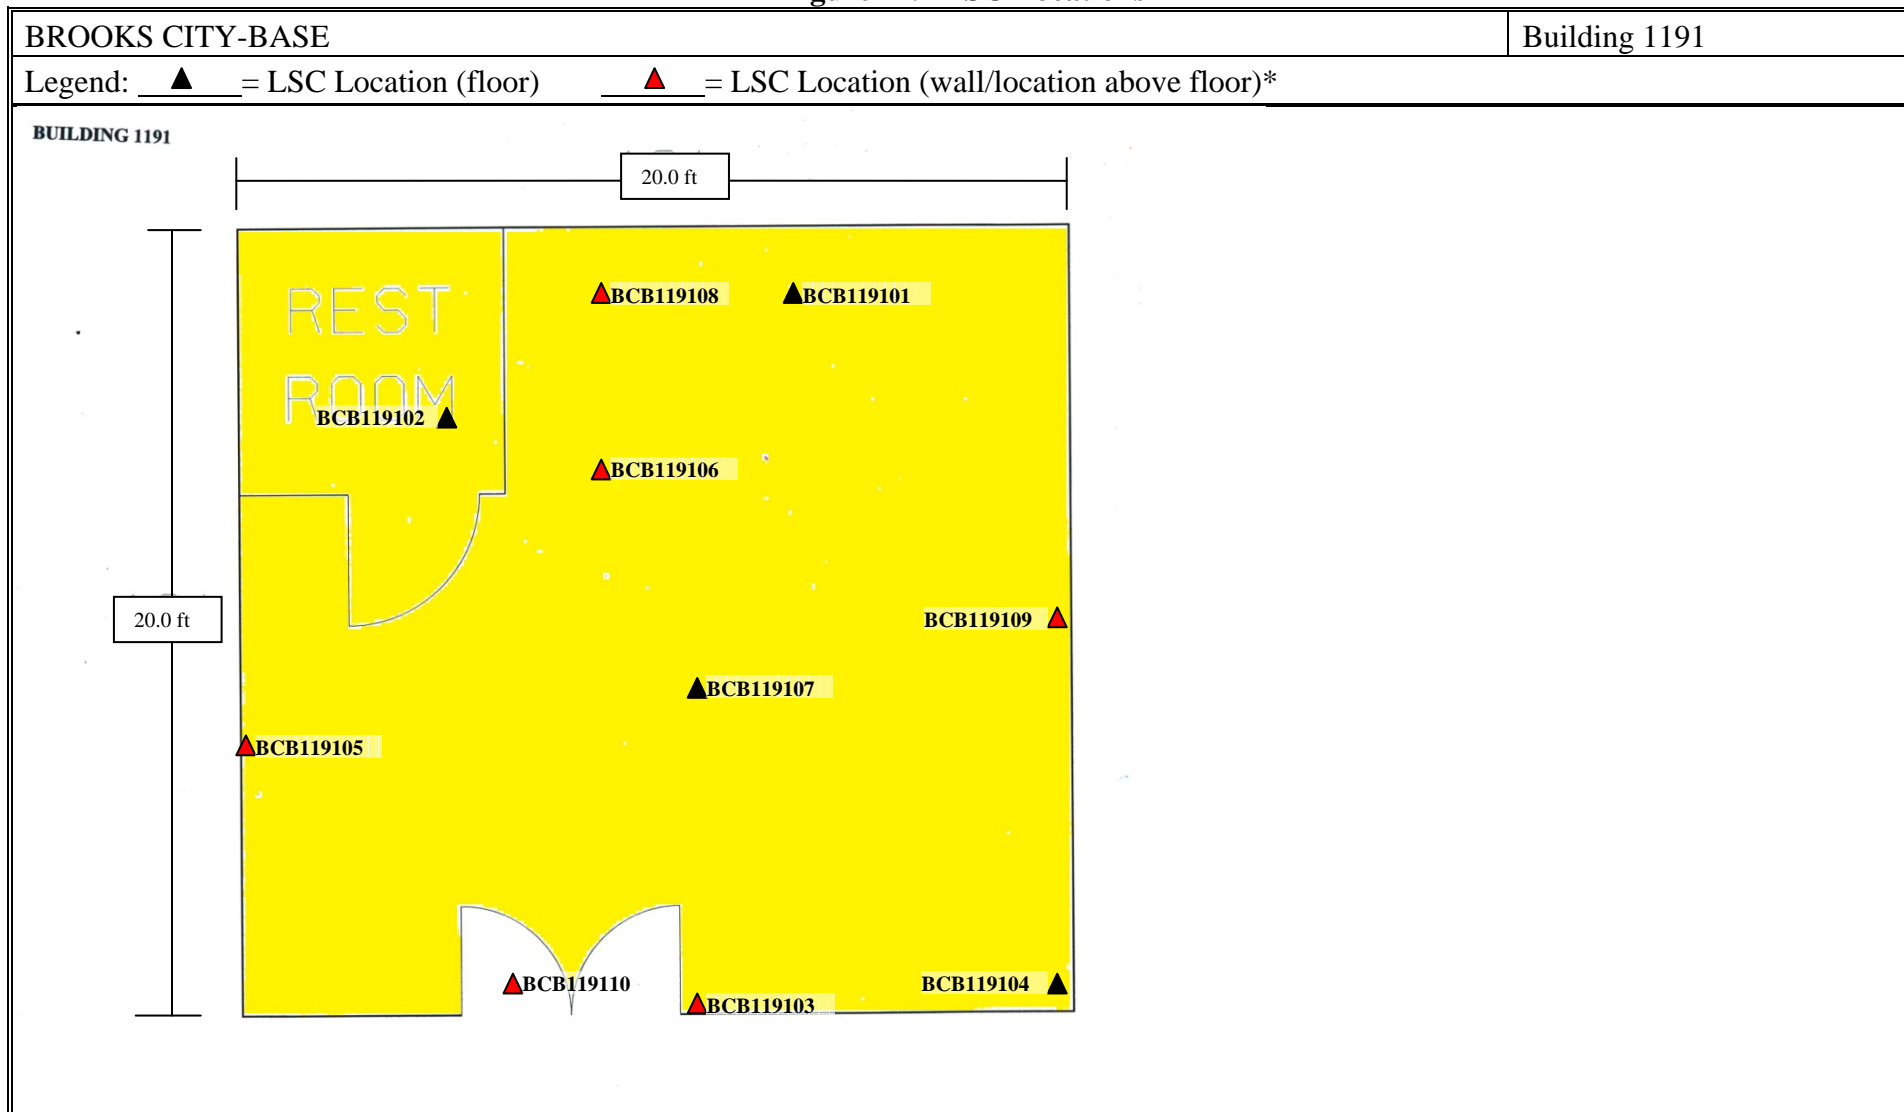 BROOKS CITY-BASE Building 1191
Legend: ▲ = LSC Location (floor) ▲ = LSC Location (wall/location above floor)*
BUILDING 1191
20.0 ft
REST
BCB119108 BCB119101
ROOM
BCB119102
BCB119106
20.0 ft
BCB119109
BCB119107
BCB119105
BCB119110
BCB119104
BCB119103